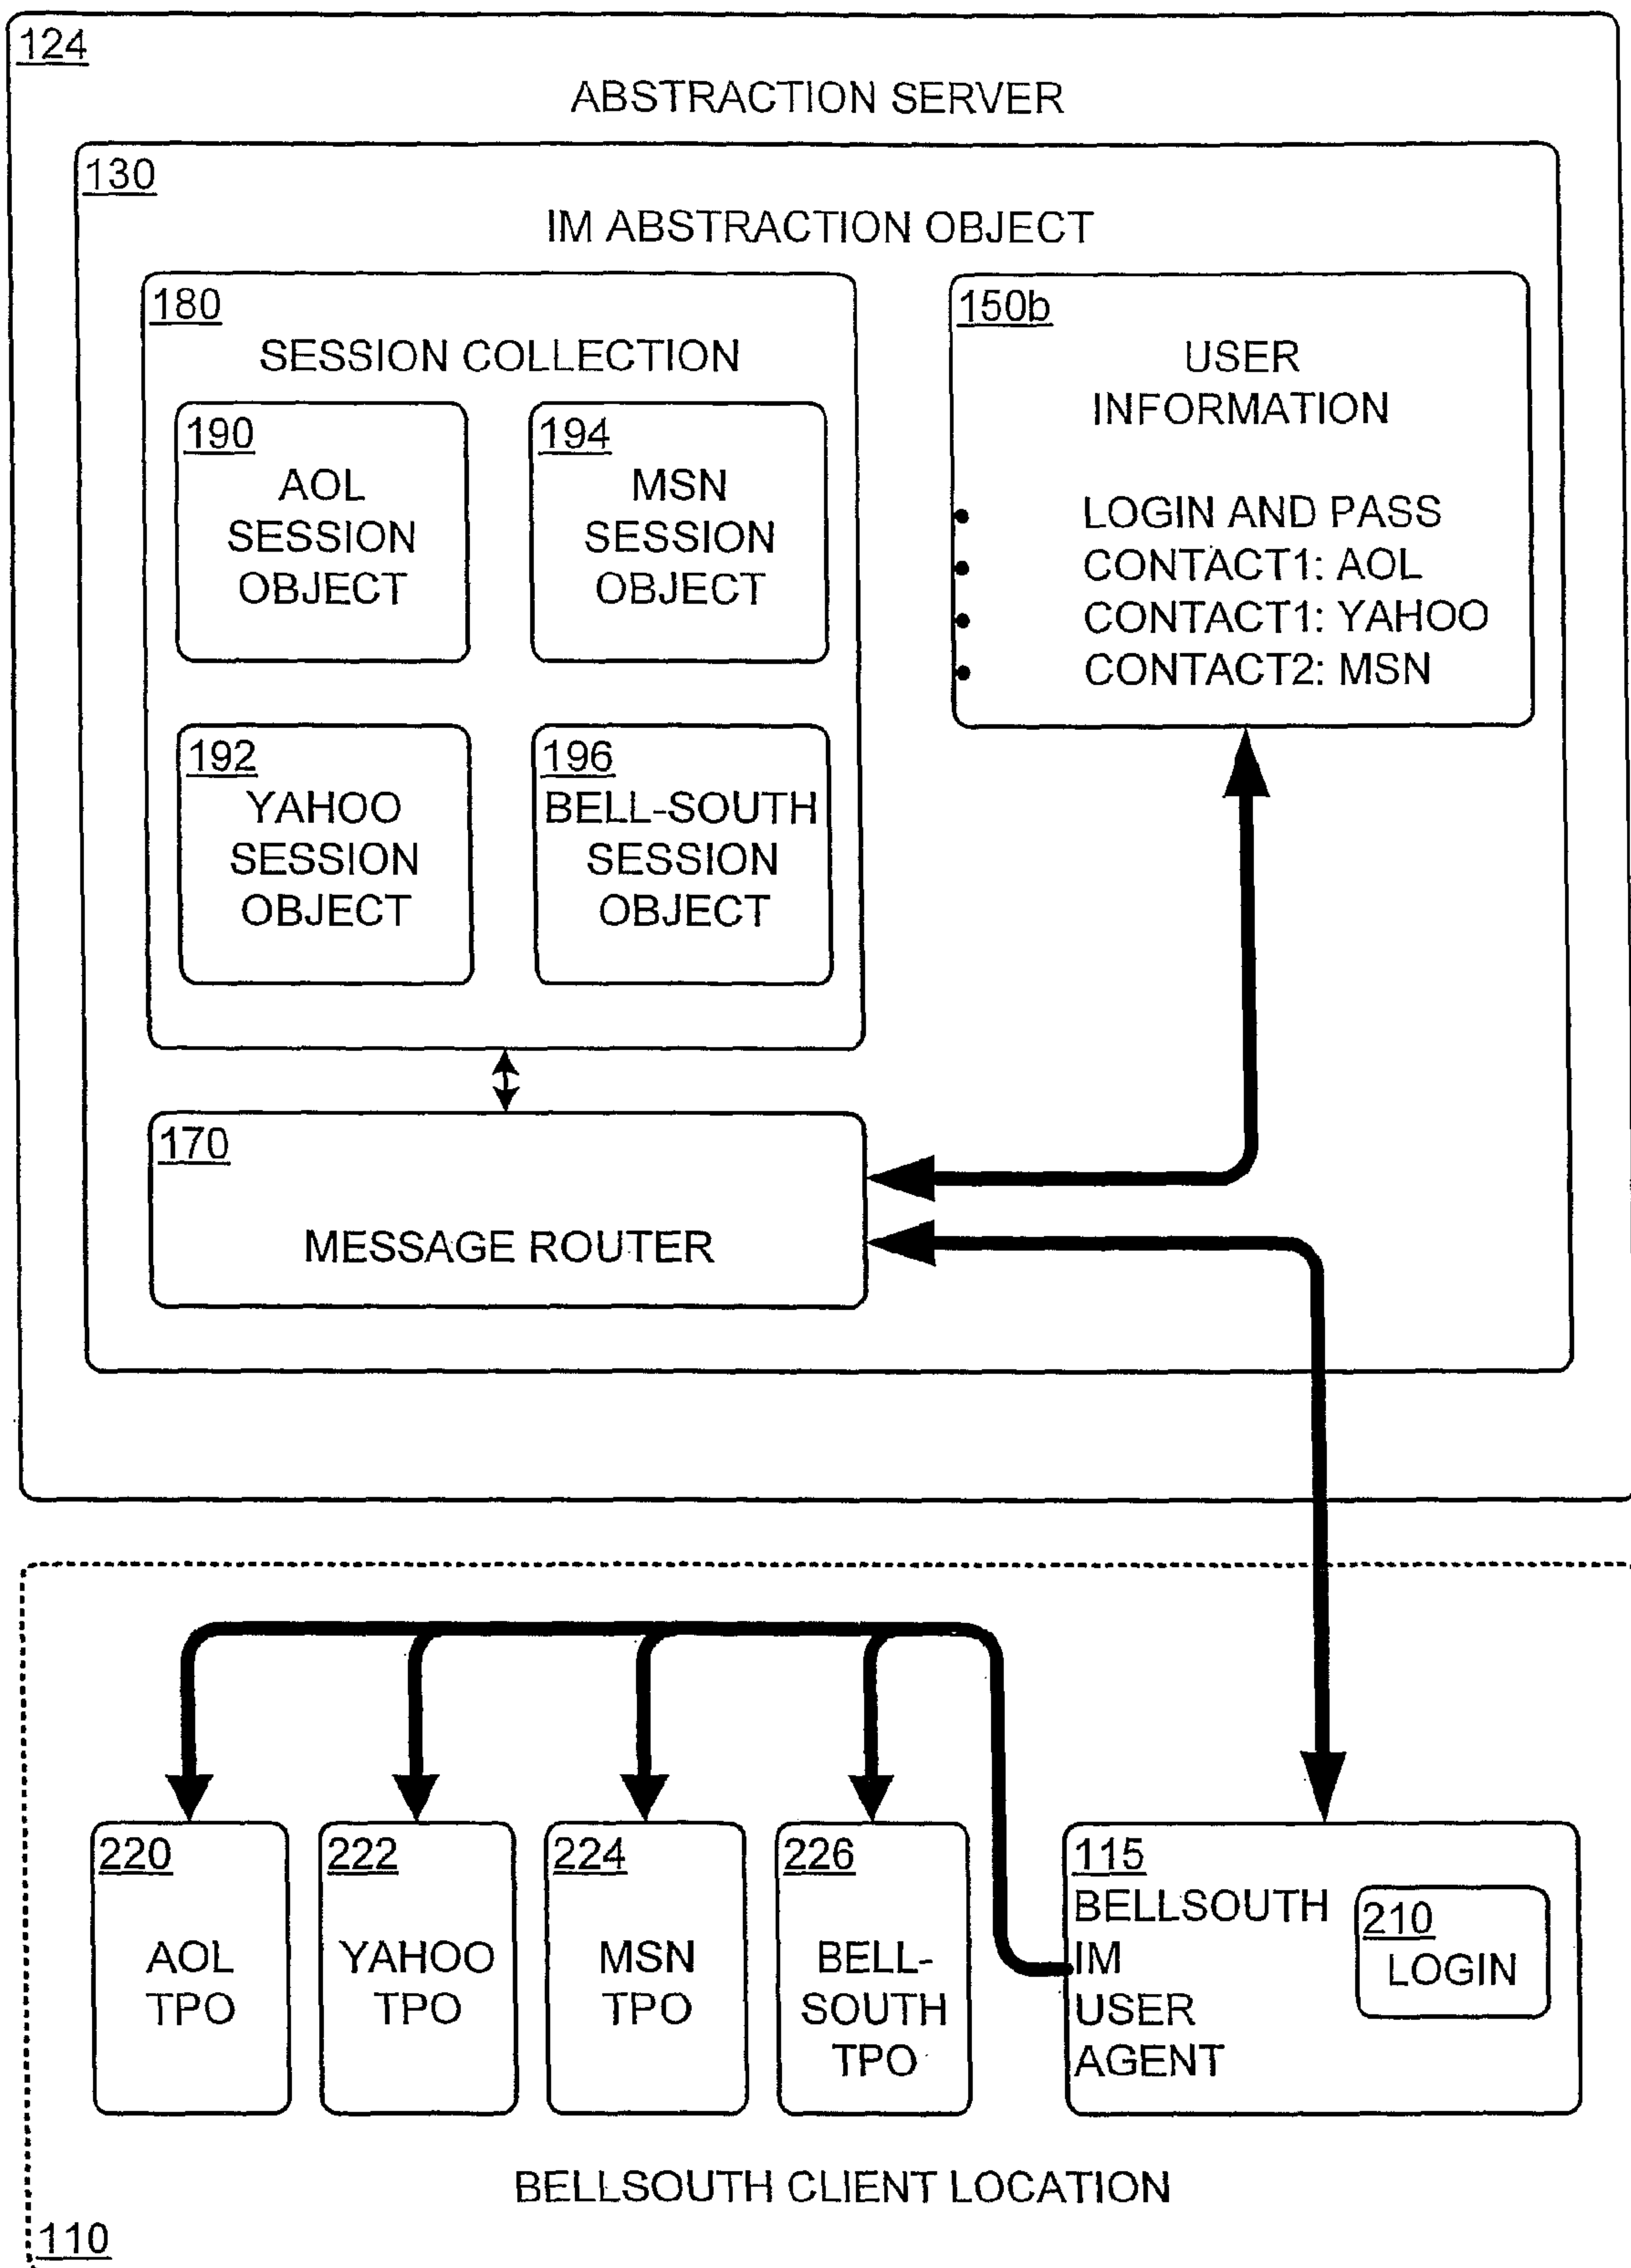 124
ABSTRACTION SERVER
130
IM ABSTRACTION OBJECT
180
SESSION COLLECTION
190
AOL
SESSION
OBJECT
194
MSN
SESSION
OBJECT
192
YAHOO
SESSION
OBJECT
196
BELL-SOUTH
SESSION
OBJECT
150b
USER
INFORMATION
• LOGIN AND PASS
• CONTACT1: AOL
• CONTACT1: YAHOO
• CONTACT2: MSN
170
MESSAGE ROUTER
220
AOL
TPO
222
YAHOO
TPO
224
MSN
TPO
226
BELL-
SOUTH
TPO
115
BELLSOUTH
IM
USER
AGENT
210
LOGIN
BELLSOUTH CLIENT LOCATION
110